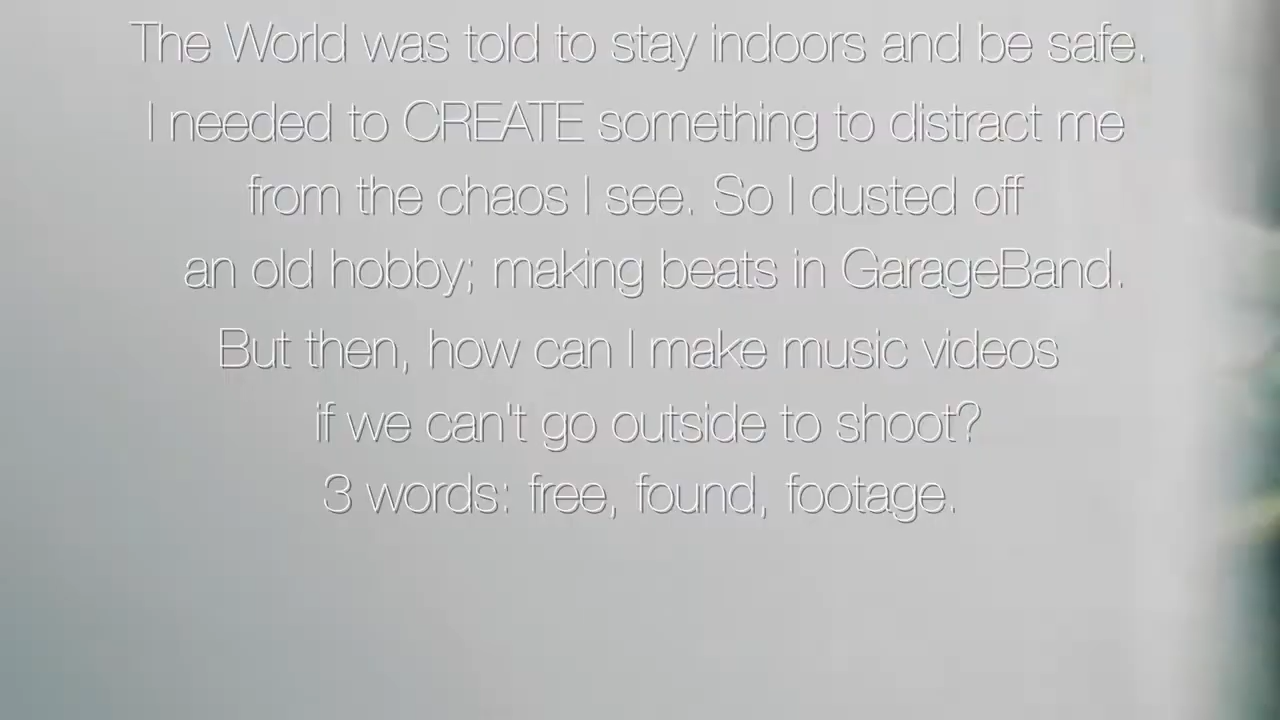 The World was told to stay indoors and be safe.
I needed to CREATE something to distract me
from the chaos I see. So I dusted off
an old hobby; making beats in GarageBand.
But then, how can I make music videos
if we can't go outside to shoot?
3 words: free, found, footage.